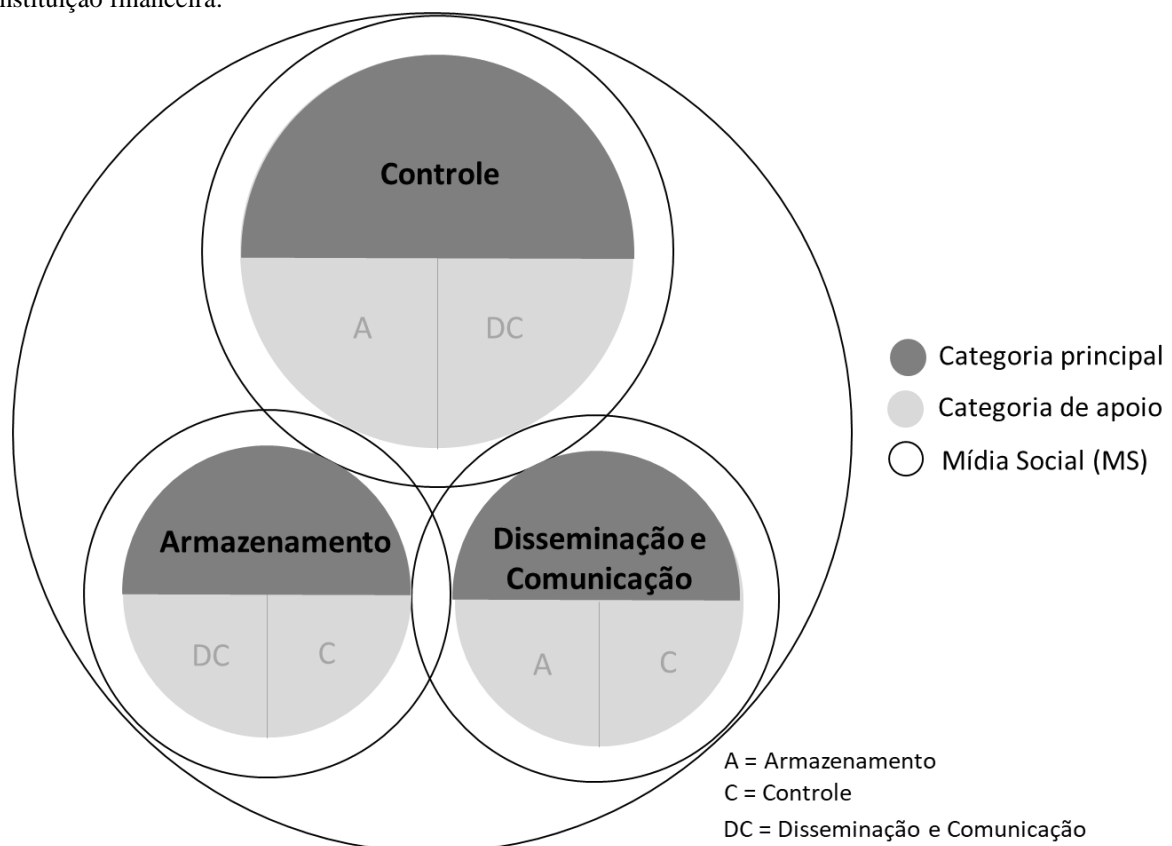 nstituição financeira.
Controle
A
DC
Armazenamento
DC
C
Disseminação e
Comunicação
A
C
Categoria principal
Categoria de apoio
Mídia Social (MS)
A = Armazenamento
C = Controle
DC = Disseminação e Comunicação